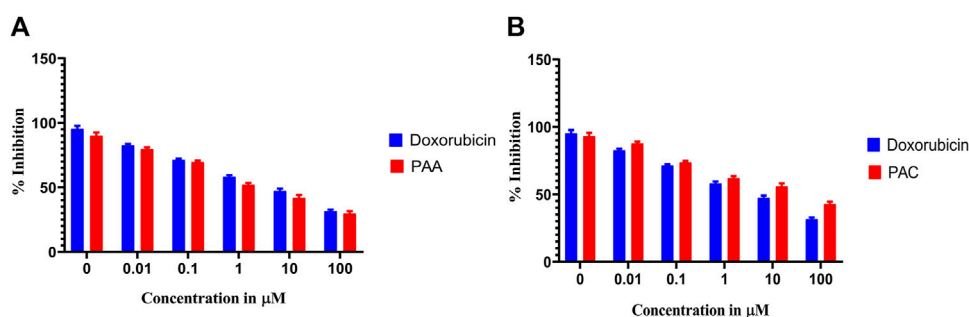 A
150
100
50
0
% Inhibition
0 0.01 0.1 1 10 100
Concentration in μM
Doxorubicin
PAA
B
150
100
50
0
% Inhibition
0 0.01 0.1 1 10 100
Concentration in μM
Doxorubicin
PAC